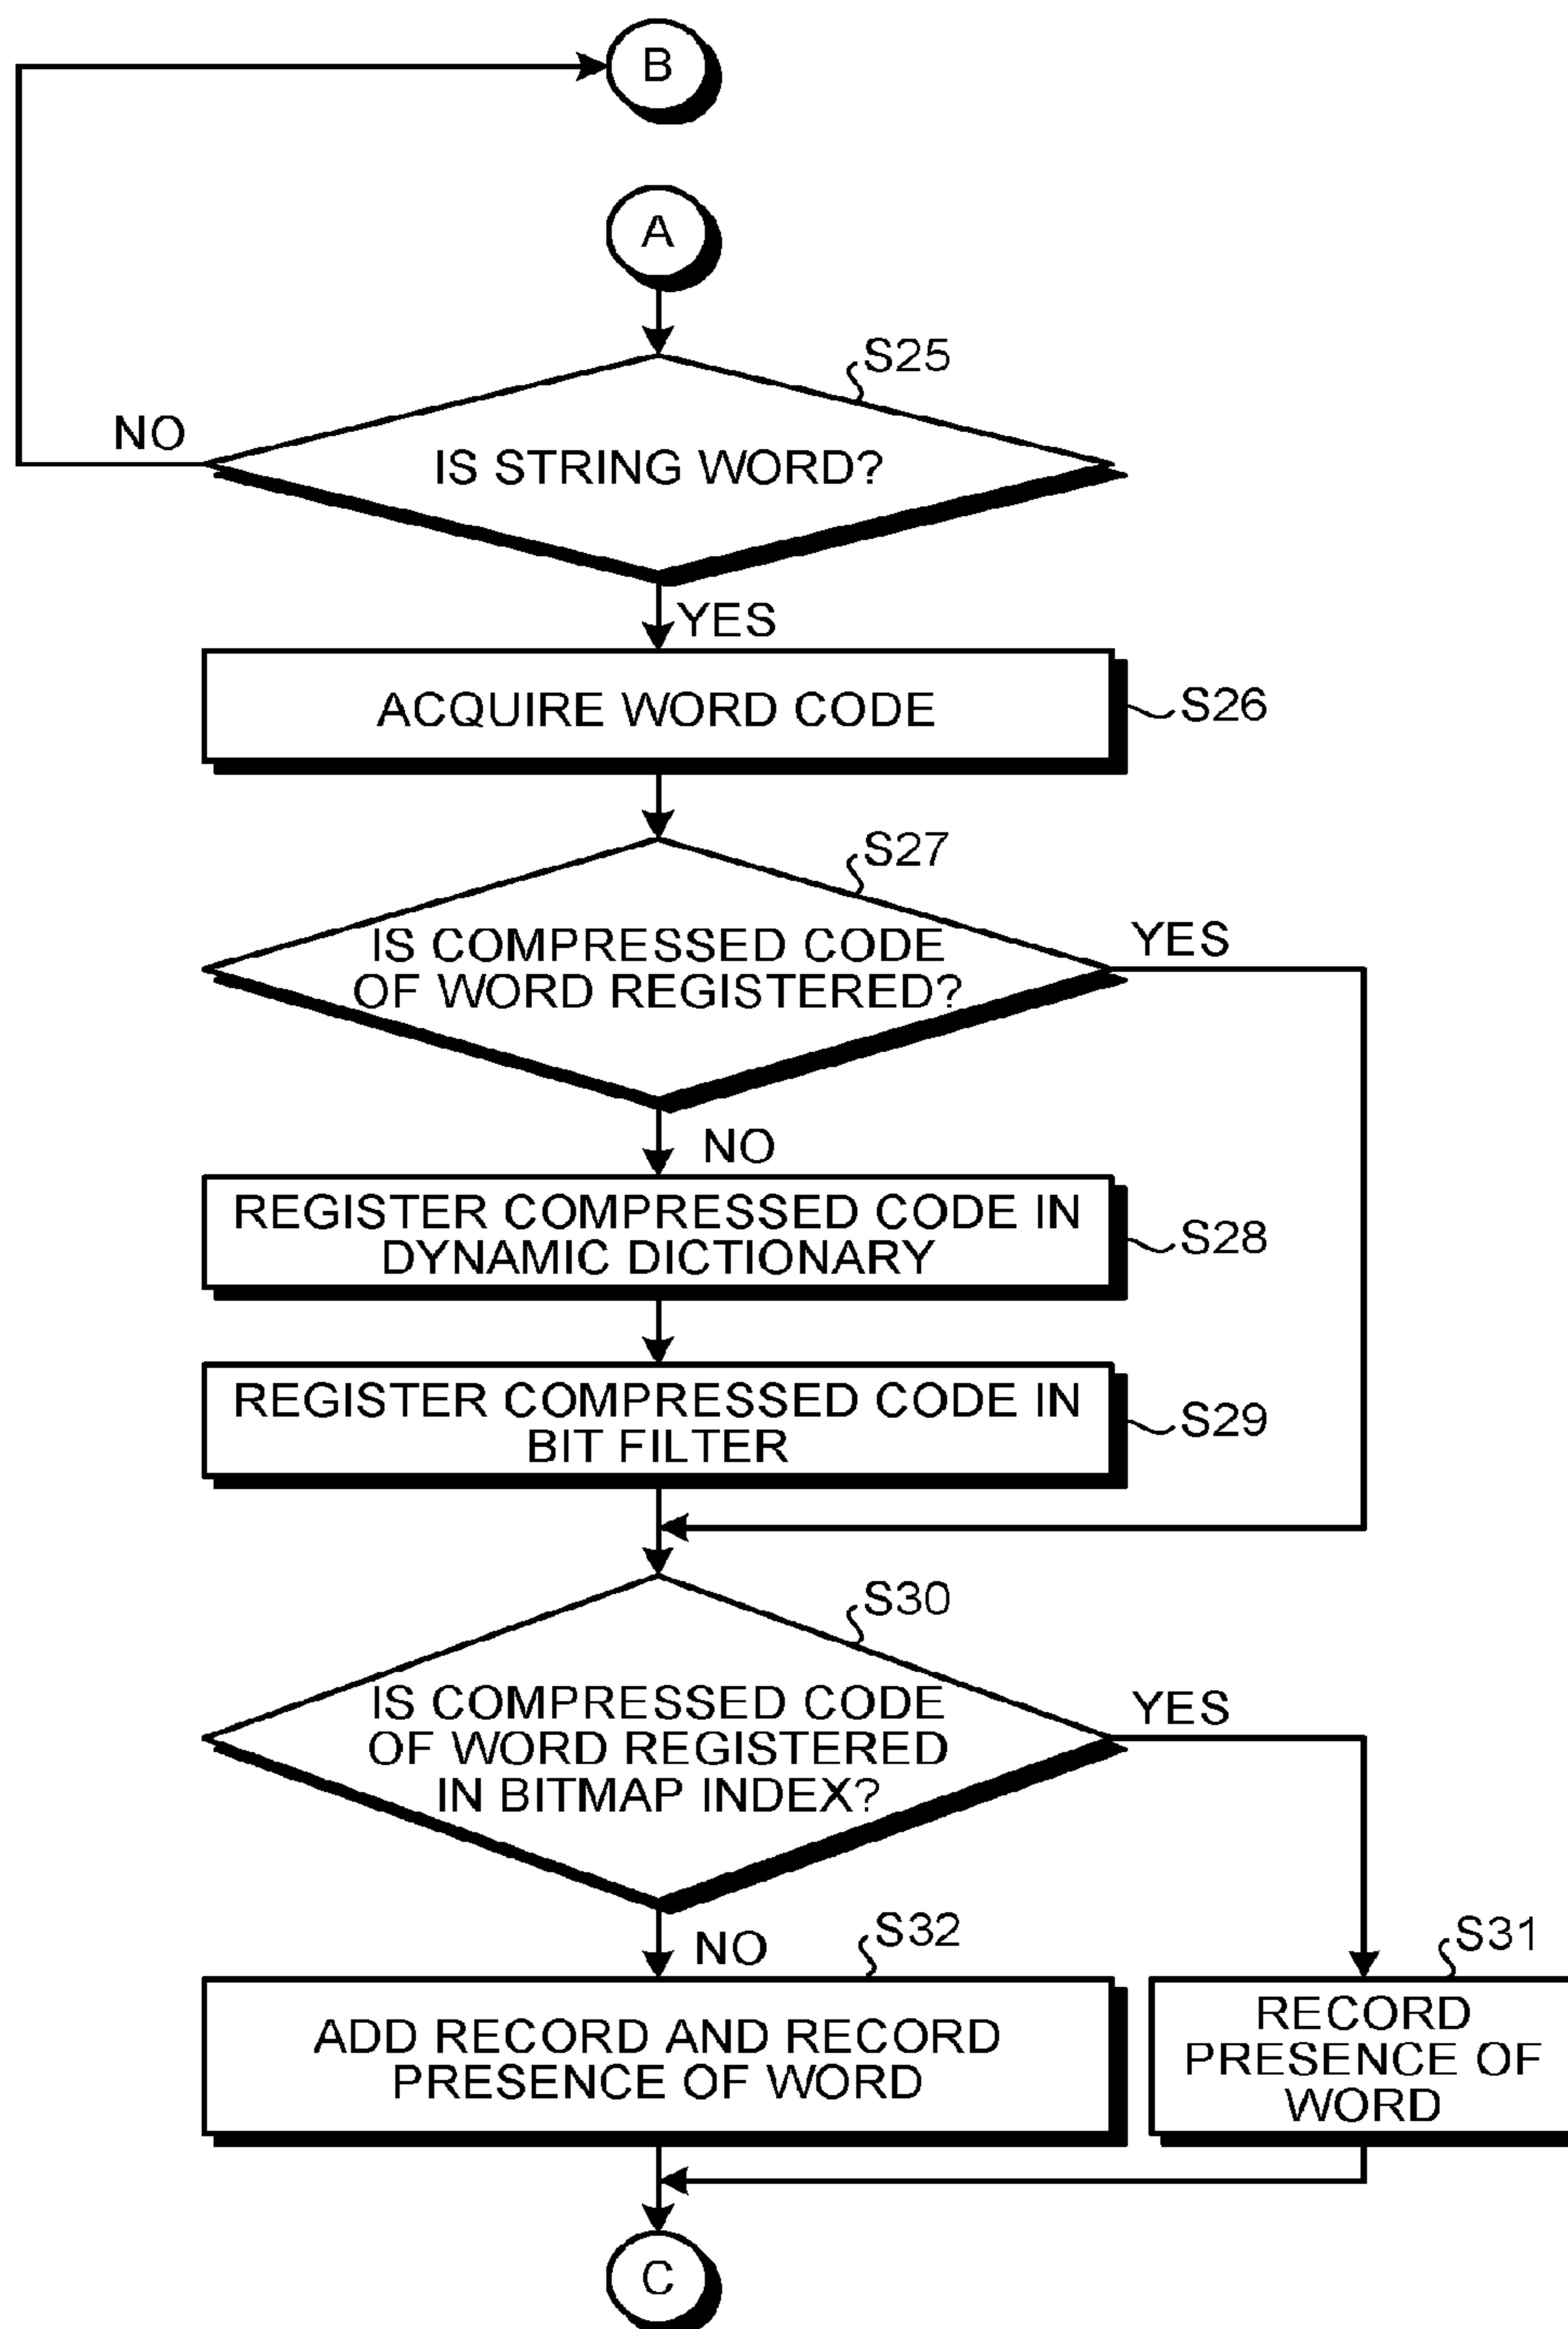 B
A
S25
NO
IS STRING WORD?
YES
ACQUIRE WORD CODE
S26
S27
IS COMPRESSED CODE
OF WORD REGISTERED?
YES
NO
REGISTER COMPRESSED CODE IN
DYNAMIC DICTIONARY
S28
REGISTER COMPRESSED CODE IN
BIT FILTER
S29
S30
IS COMPRESSED CODE
OF WORD REGISTERED
IN BITMAP INDEX?
YES
NO
S32
S31
ADD RECORD AND RECORD
PRESENCE OF WORD
RECORD
PRESENCE OF
WORD
C